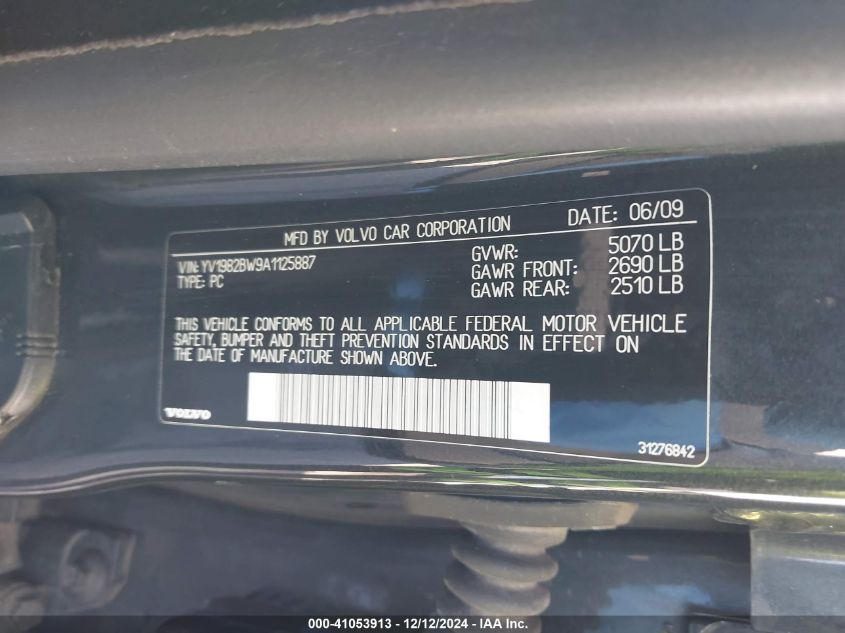 MFD BY VOLVO CAR CORPORATION DATE: 06/09
VIN: YV1982BW9A1125887
TYPE: PC
GVWR: 5070 LB
GAWR FRONT: 2690 LB
GAWR REAR: 2510 LB
THIS VEHICLE CONFORMS TO ALL APPLICABLE FEDERAL MOTOR VEHICLE
SAFETY, BUMPER AND THEFT PREVENTION STANDARDS IN EFFECT ON
THE DATE OF MANUFACTURE SHOWN ABOVE.
VOLVO
31276842
000-41053913 - 12/12/2024 - IAA Inc.